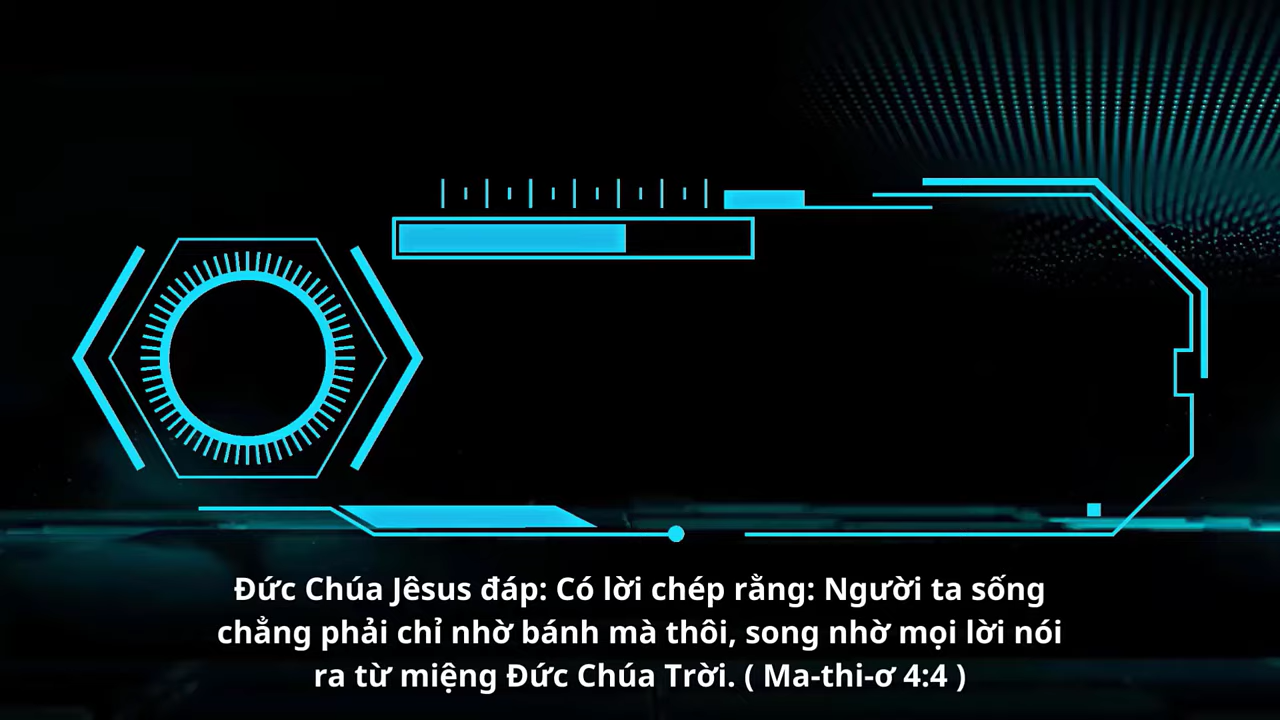 Đức Chúa Jêsus đáp: Có lời chép rằng: Người ta sống
chẳng phải chỉ nhờ bánh mà thôi, song nhờ mọi lời nói
ra từ miệng Đức Chúa Trời. ( Ma-thi-ơ 4:4 )